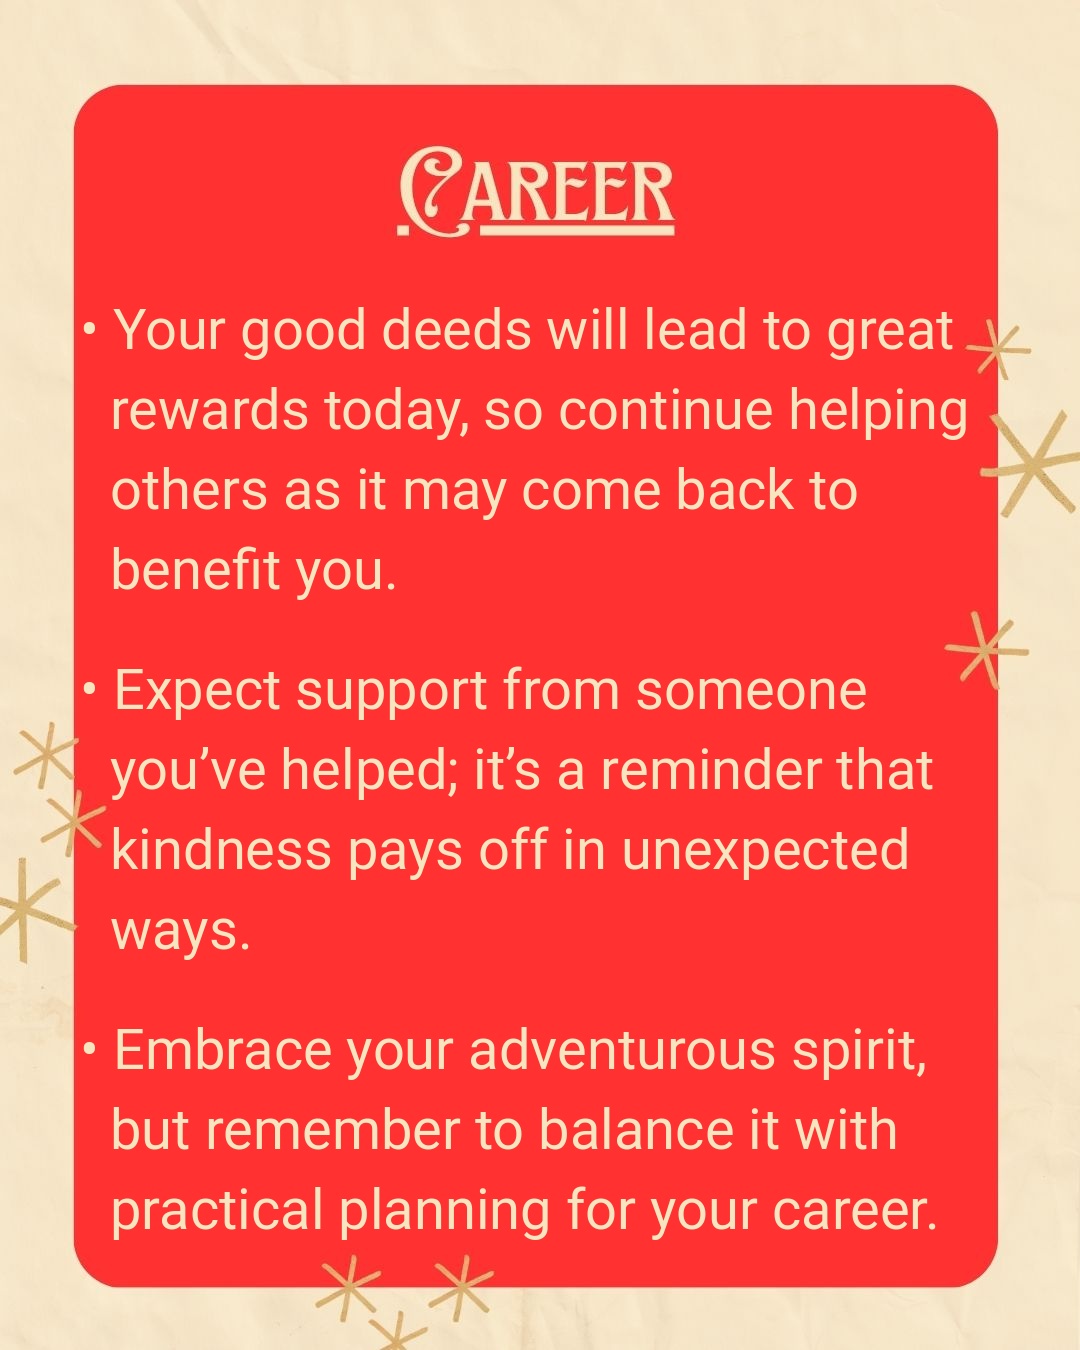 Career
• Your good deeds will lead to great
rewards today, so continue helping
others as it may come back to
benefit you.
• Expect support from someone
you’ve helped; it’s a reminder that
kindness pays off in unexpected
ways.
• Embrace your adventurous spirit,
but remember to balance it with
practical planning for your career.